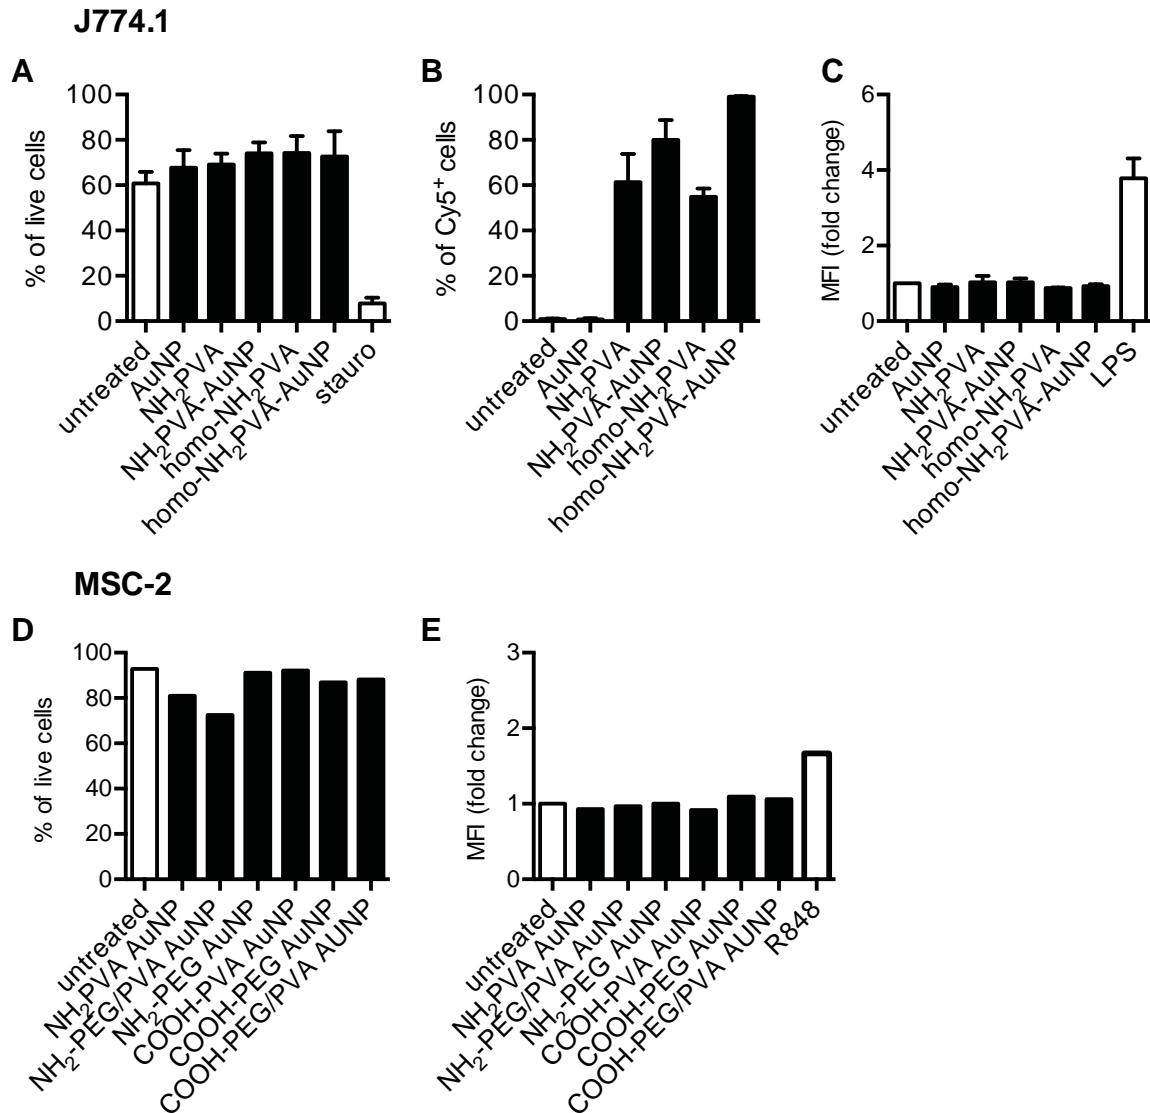 J774.1
A
% of live cells
100
80
60
40
20
0
untreated
AuNP
NH₂PVA
NH₂PVA-AuNP
homo-NH₂PVA
homo-NH₂PVA-AuNP
stauro
B
% of Cy5⁺ cells
100
80
60
40
20
0
untreated
AuNP
NH₂PVA
NH₂PVA-AuNP
homo-NH₂PVA
homo-NH₂PVA-AuNP
C
MFI (fold change)
6
4
2
0
untreated
AuNP
NH₂PVA
NH₂PVA-AuNP
homo-NH₂PVA
homo-NH₂PVA-AuNP
LPS
MSC-2
D
% of live cells
100
80
60
40
20
0
untreated
NH₂PVA AuNP
NH₂-PEG/PVA AuNP
NH₂-PEG AuNP
COOH-PVA AuNP
COOH-PEG AuNP
COOH-PEG/PVA AUNP
E
MFI (fold change)
3
2
1
0
untreated
NH₂PVA AuNP
NH₂-PEG/PVA AuNP
NH₂-PEG AuNP
COOH-PVA AuNP
COOH-PEG AuNP
COOH-PEG/PVA AUNP
R848